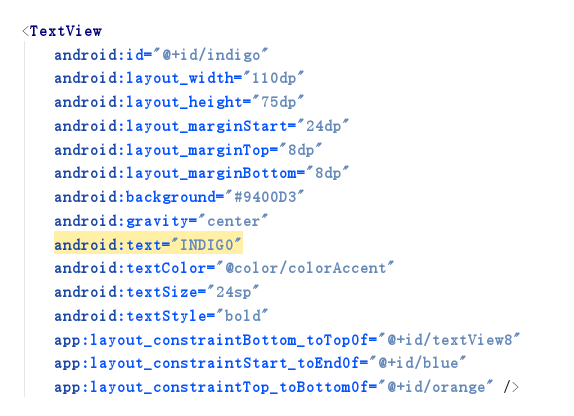 <TextView
android:id="@+id/indigo"
android:layout_width="110dp"
android:layout_height="75dp"
android:layout_marginStart="24dp"
android:layout_marginTop="8dp"
android:layout_marginBottom="8dp"
android:background="#9400D3"
android:gravity="center"
android:text="INDIGO"
android:textColor="@color/colorAccent"
android:textSize="24sp"
android:textStyle="bold"
app:layout_constraintBottom_toTopOf="@+id/textView8"
app:layout_constraintStart_toEndOf="@+id/blue"
app:layout_constraintTop_toBottomOf="@+id/orange" />